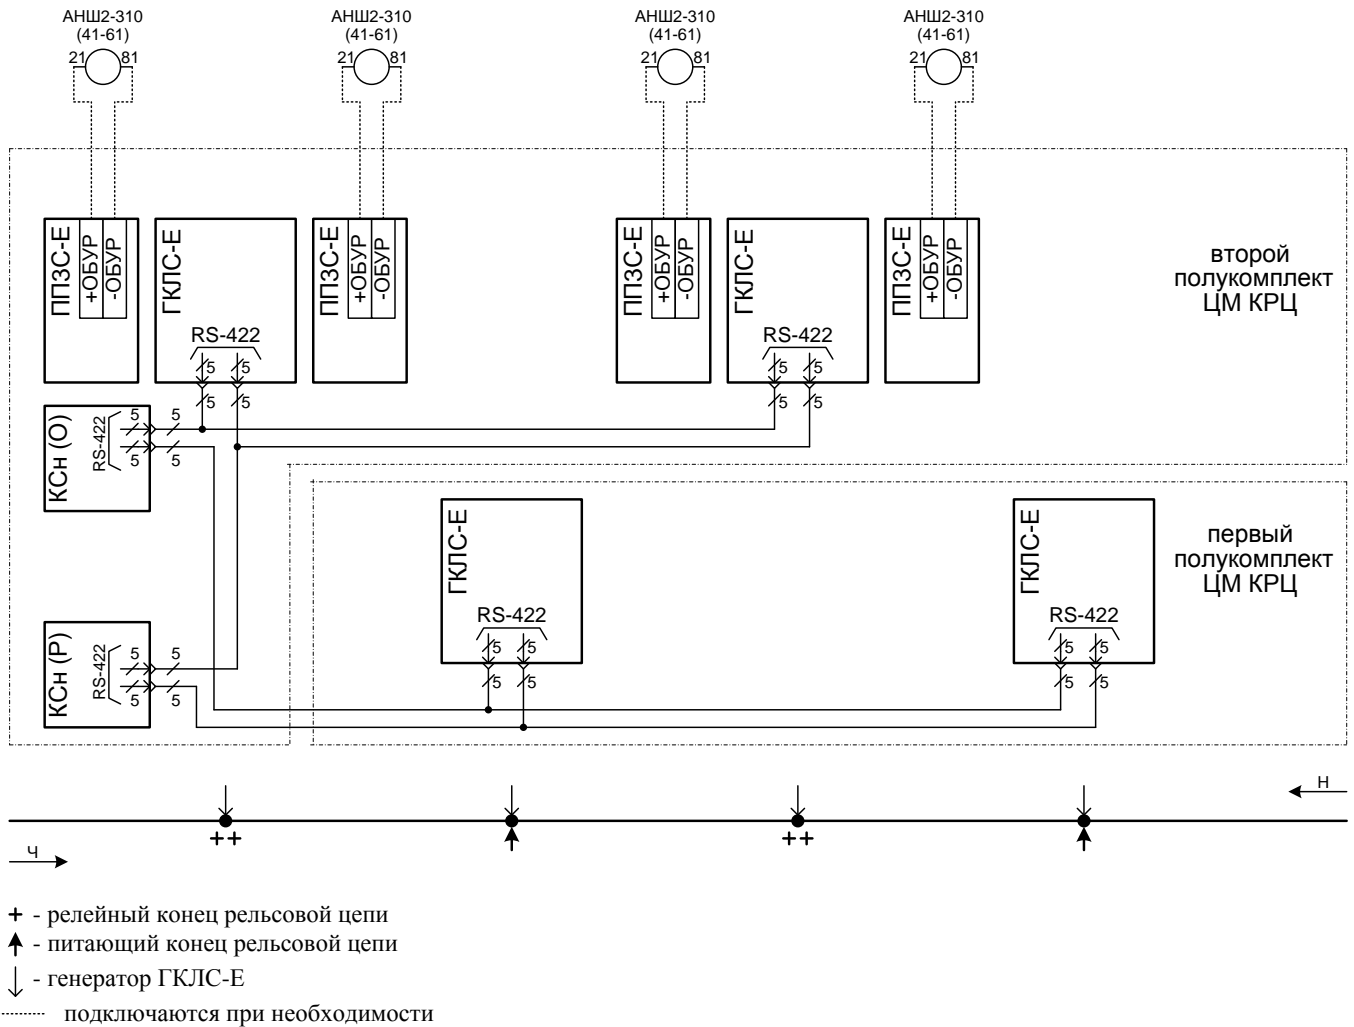 АНШ2-310
(41-61)
21 81
АНШ2-310
(41-61)
21 81
АНШ2-310
(41-61)
21 81
АНШ2-310
(41-61)
21 81
ППЗС-Е
+ОБУР
-ОБУР
ГКЛС-Е
RS-422
5 5
5 5
ППЗС-Е
+ОБУР
-ОБУР
ППЗС-Е
+ОБУР
-ОБУР
ГКЛС-Е
RS-422
5 5
5 5
ППЗС-Е
+ОБУР
-ОБУР
второй
полукомплект
ЦМ КРЦ
КСн (О)
RS-422
5 5
5 5
ГКЛС-Е
RS-422
5 5
5 5
ГКЛС-Е
RS-422
5 5
5 5
первый
полукомплект
ЦМ КРЦ
КСн (Р)
RS-422
5 5
5 5
Н
++ ++
Ч
+ - релейный конец рельсовой цепи
- питающий конец рельсовой цепи
- генератор ГКЛС-Е
подключаются при необходимости